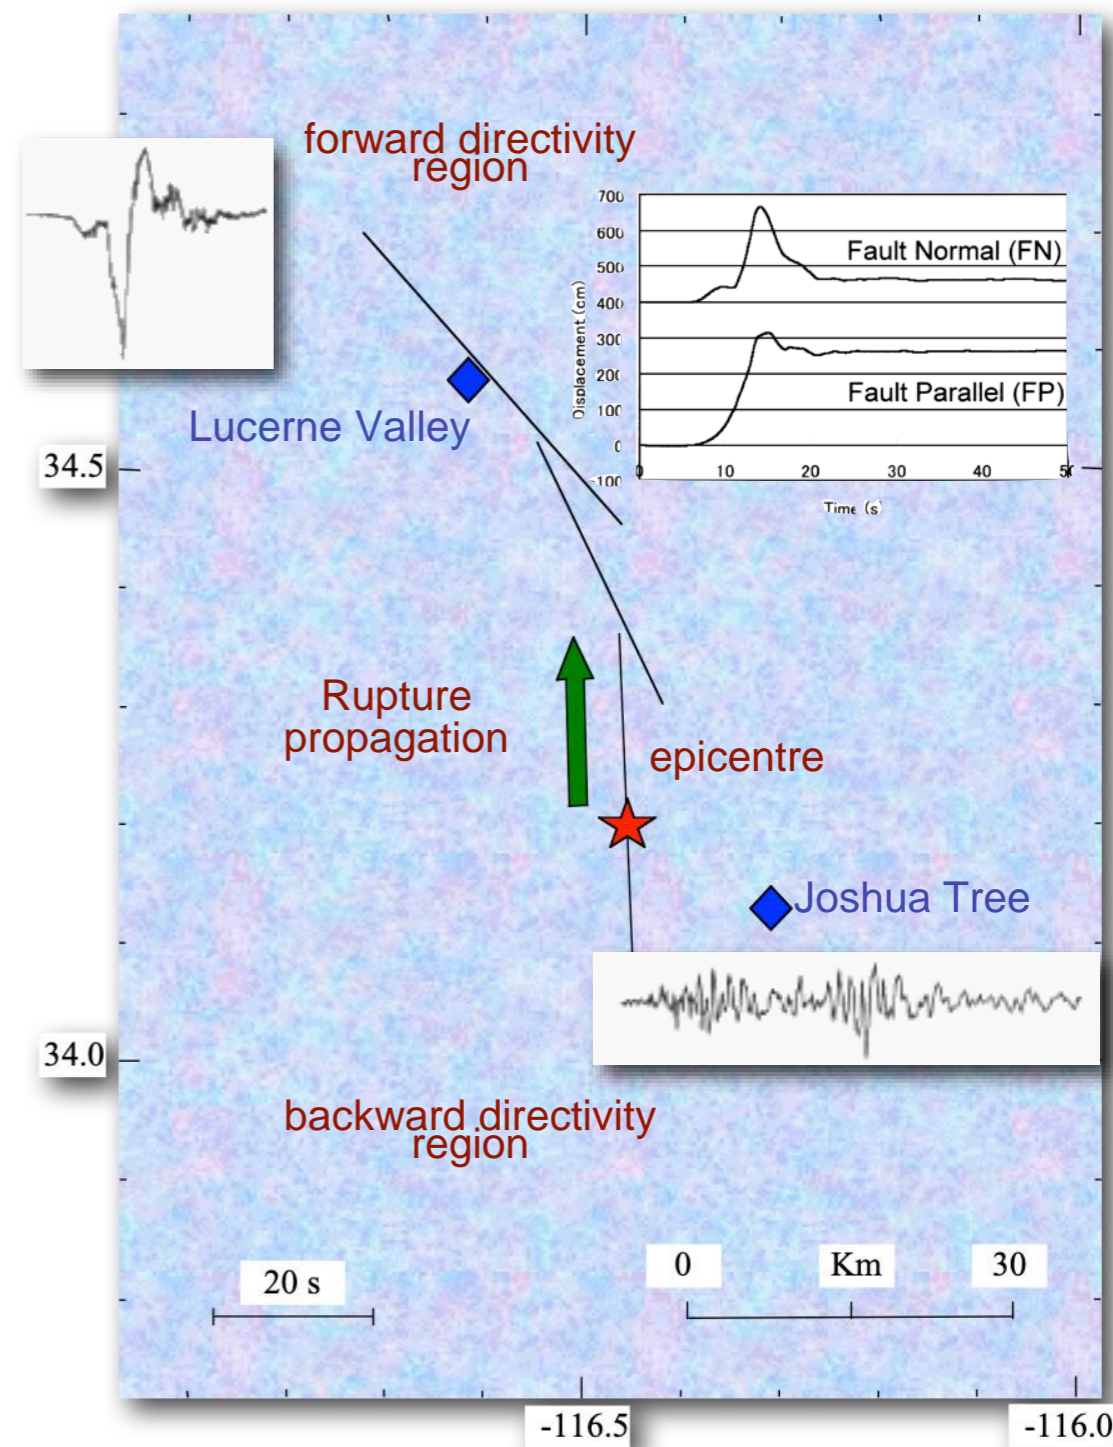 forward directivity
region
700
600
500
400
300
200
100
0
-100
Displacement (cm)
Fault Normal (FN)
Fault Parallel (FP)
0 10 20 30 40
Time (s)
Lucerne Valley
34.5
Rupture
propagation
epicentre
Joshua Tree
34.0
backward directivity
region
20 s
0 Km 30
-116.5 -116.0